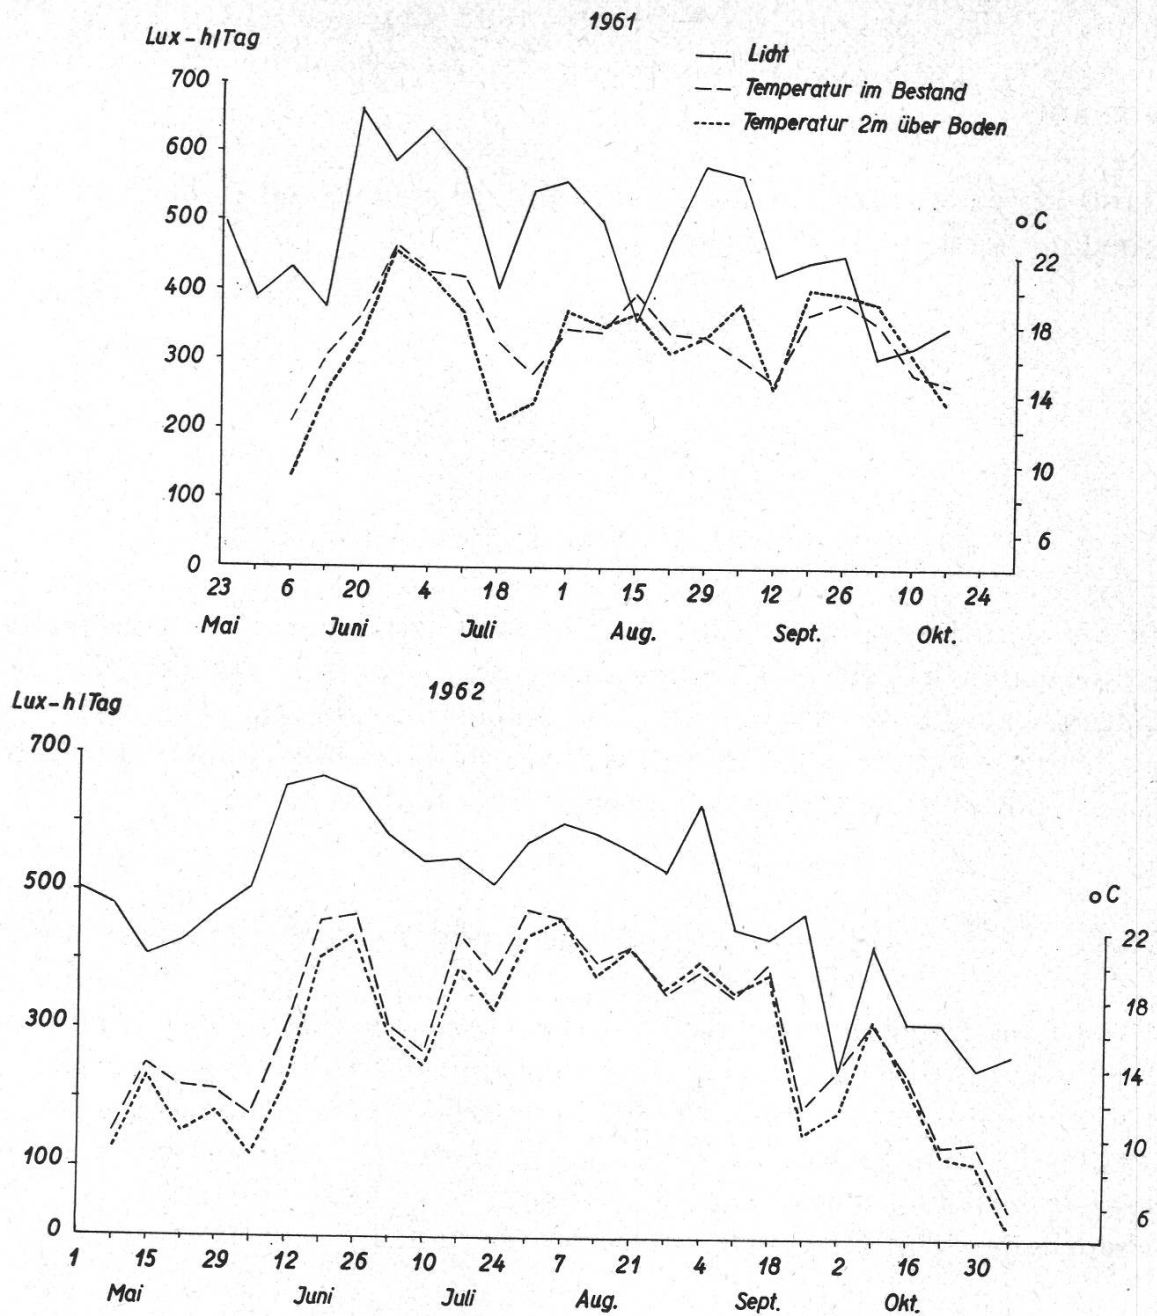 1961
Lux-h/Tag
Licht
Temperatur im Bestand
Temperatur 2m über Boden
700
600
500
400
300
200
100
0
°C
22
18
14
10
6
23 6 20 4 18 1 15 29 12 26 10 24
Mai Juni Juli Aug. Sept. Okt.
1962
Lux-h/Tag
700
500
300
100
0
°C
22
18
14
10
6
1 15 29 12 26 10 24 7 21 4 18 2 16 30
Mai Juni Juli Aug. Sept. Okt.